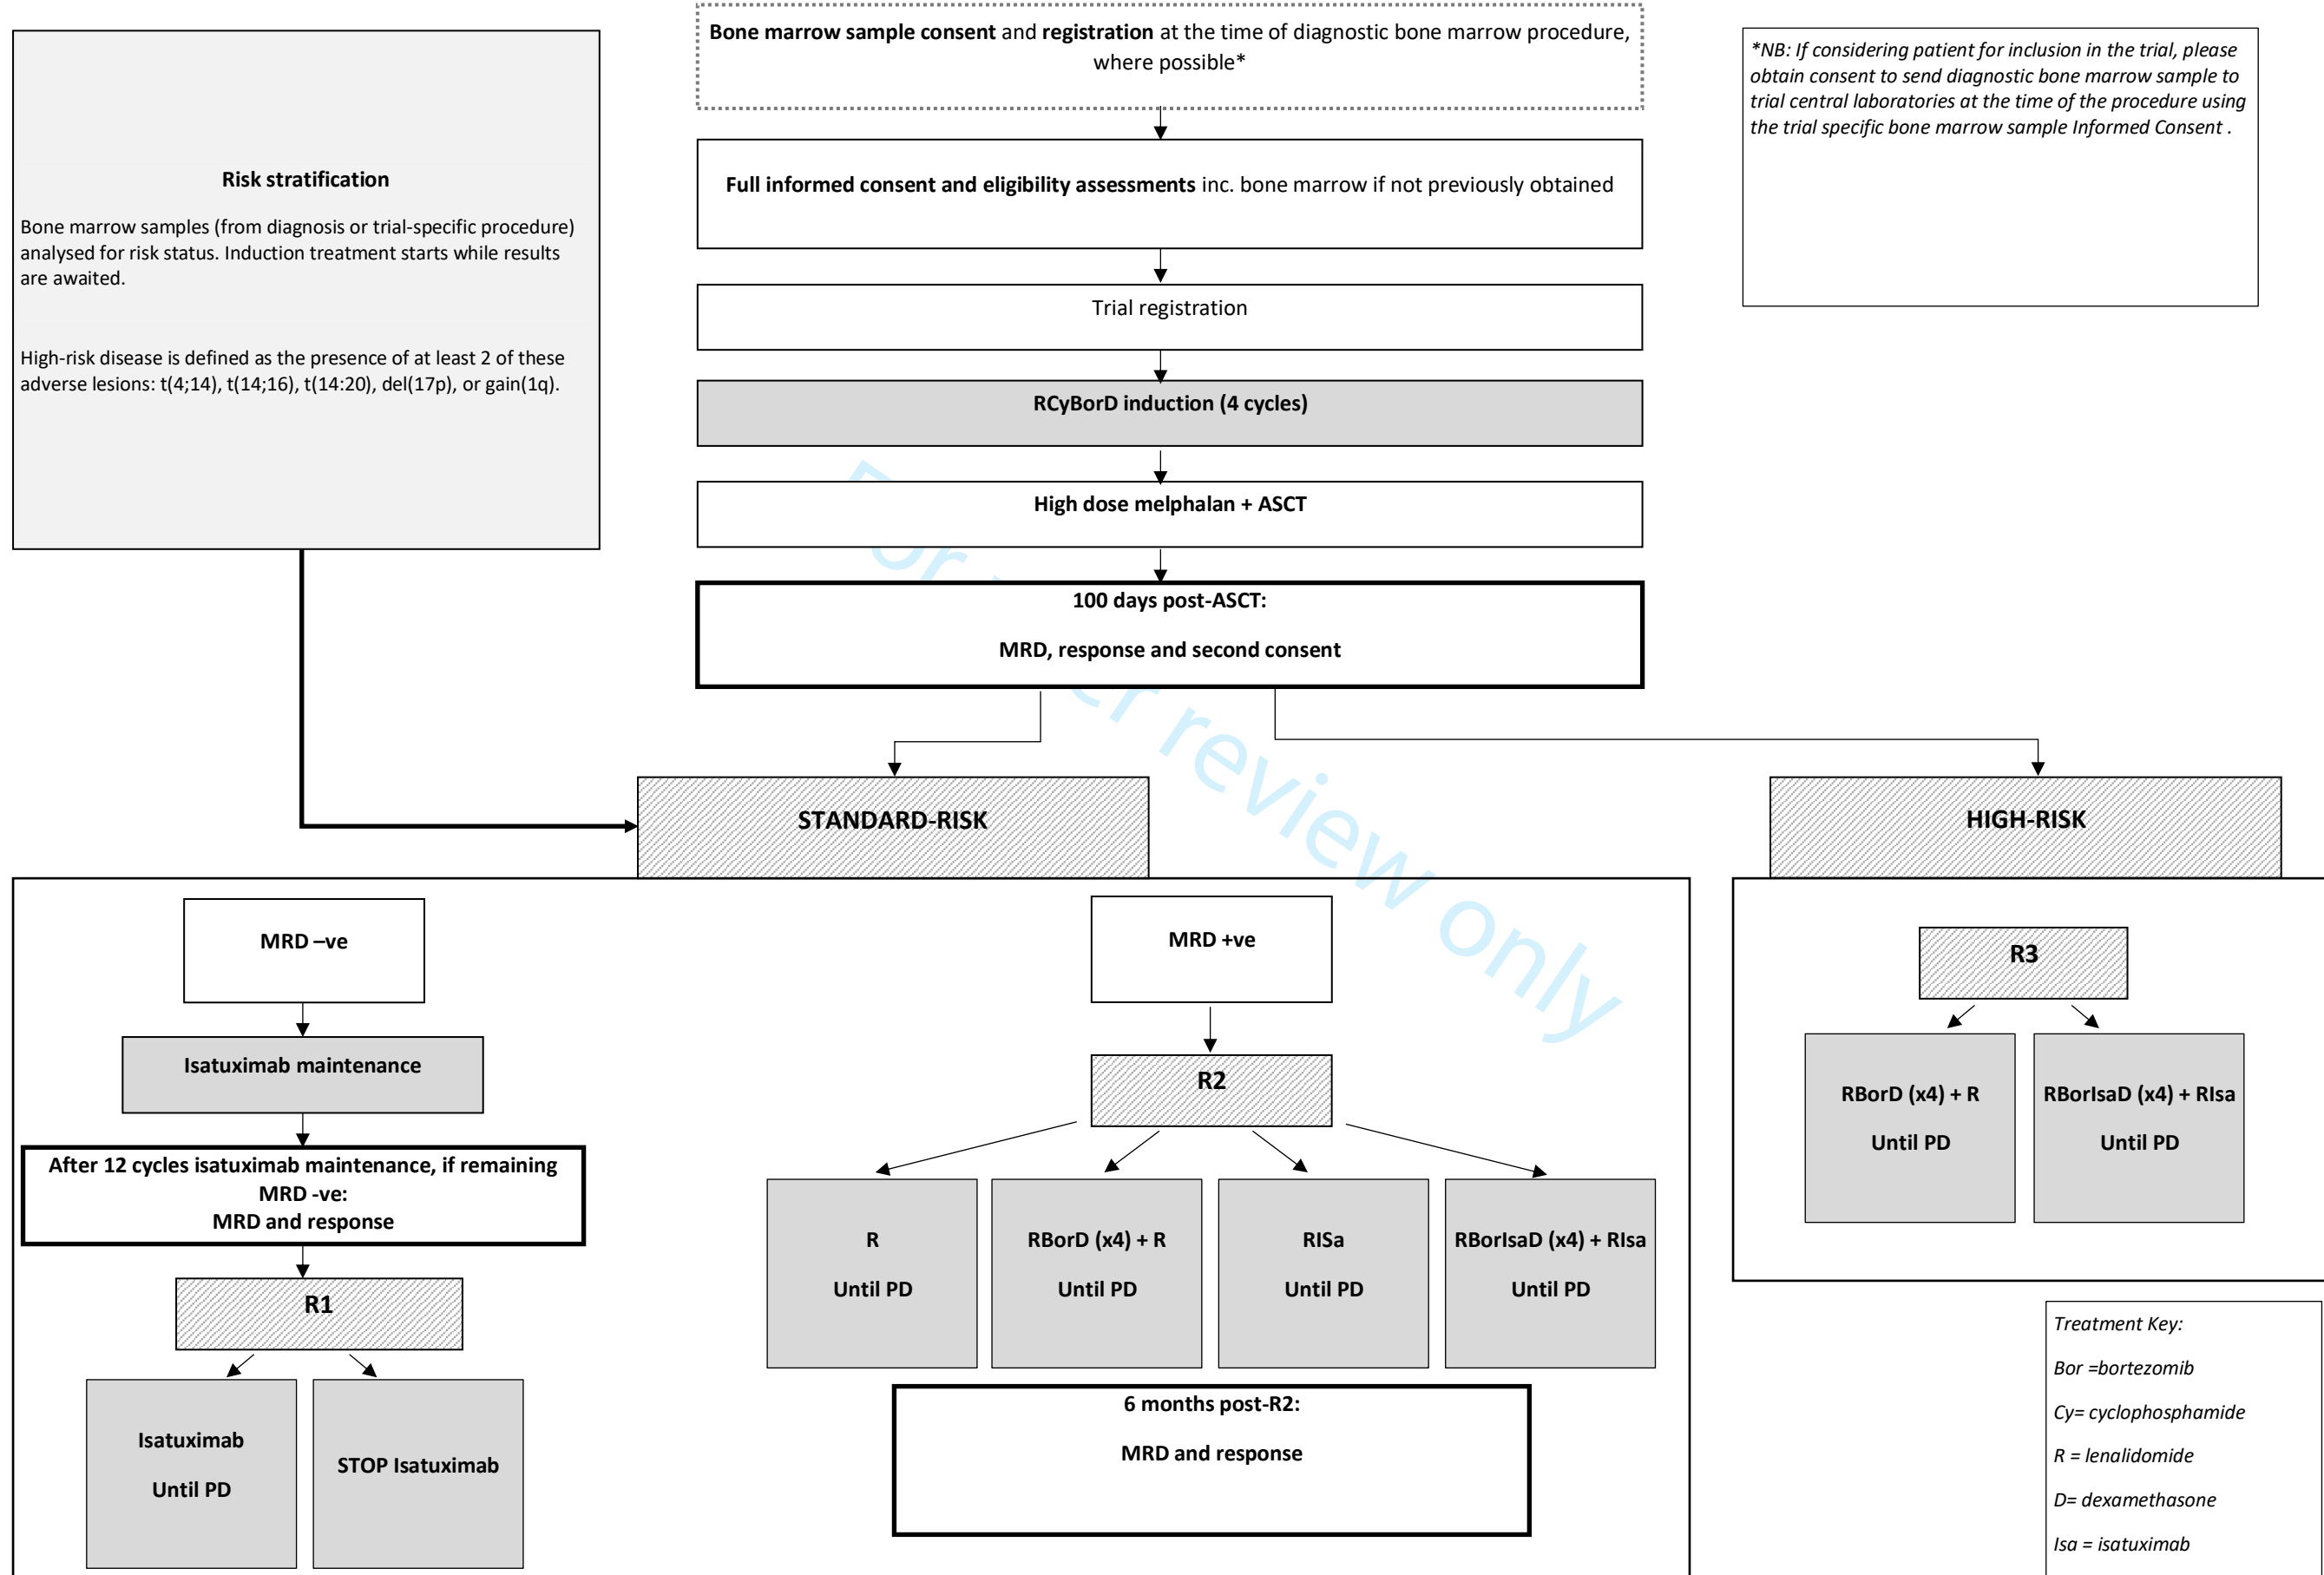 Bone marrow sample consent and registration at the time of diagnostic bone marrow procedure,
where possible*
*NB: If considering patient for inclusion in the trial, please
obtain consent to send diagnostic bone marrow sample to
trial central laboratories at the time of the procedure using
the trial specific bone marrow sample Informed Consent .
Risk stratification
Bone marrow samples (from diagnosis or trial-specific procedure)
analysed for risk status. Induction treatment starts while results
are awaited.
High-risk disease is defined as the presence of at least 2 of these
adverse lesions: t(4;14), t(14;16), t(14:20), del(17p), or gain(1q).
Full informed consent and eligibility assessments inc. bone marrow if not previously obtained
Trial registration
RCyBorD induction (4 cycles)
High dose melphalan + ASCT
100 days post-ASCT:
MRD, response and second consent
For peer review only
STANDARD-RISK
HIGH-RISK
MRD –ve
Isatuximab maintenance
After 12 cycles isatuximab maintenance, if remaining
MRD -ve:
MRD and response
R1
Isatuximab
Until PD
STOP Isatuximab
MRD +ve
R2
R
Until PD
RBorD (x4) + R
Until PD
RISa
Until PD
RBorIsaD (x4) + RIsa
Until PD
6 months post-R2:
MRD and response
R3
RBorD (x4) + R
Until PD
RBorIsaD (x4) + RIsa
Until PD
Treatment Key:
Bor =bortezomib
Cy= cyclophosphamide
R = lenalidomide
D= dexamethasone
Isa = isatuximab